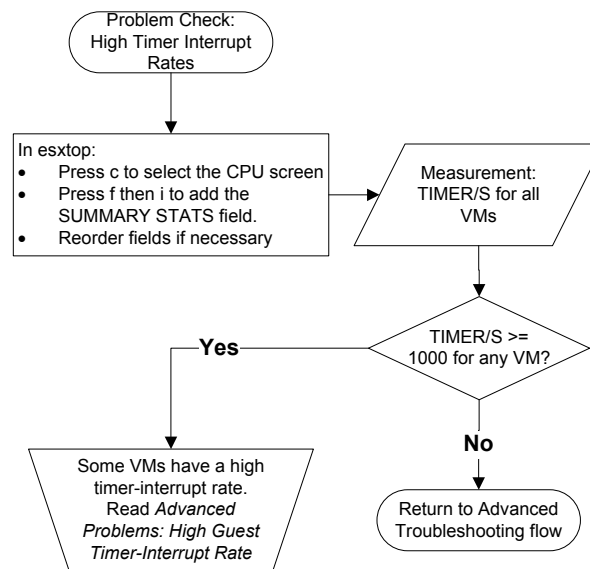 Problem Check:
High Timer Interrupt
Rates
In esxtop:
• Press c to select the CPU screen
• Press f then i to add the
SUMMARY STATS field.
• Reorder fields if necessary
Measurement:
TIMER/S for all
VMs
TIMER/S >=
1000 for any VM?
Yes
No
Some VMs have a high
timer-interrupt rate.
Read Advanced
Problems: High Guest
Timer-Interrupt Rate
Return to Advanced
Troubleshooting flow